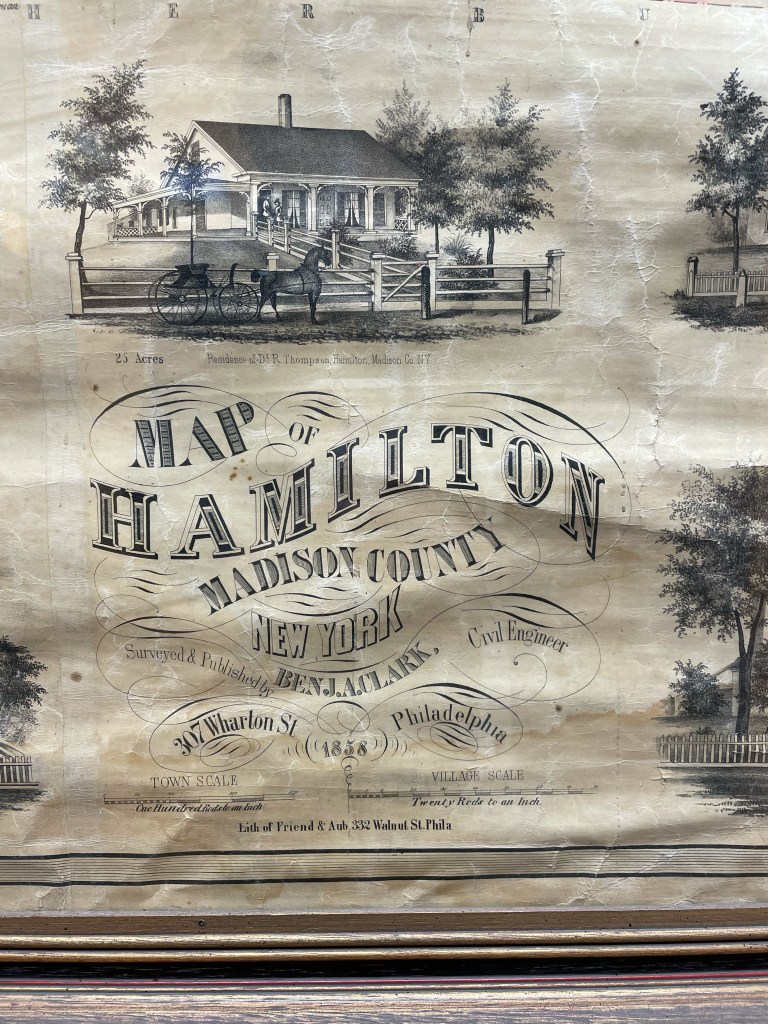 H E R B U
25 Acres
Residence of Dr. R. Thompson, Hamilton, Madison Co. N.Y.
MAP
OF
HAMILTON
MADISON COUNTY
NEW YORK
Surveyed & Published by
BENJ. A. CLARK,
Civil Engineer
307 Wharton St
Philadelphia
1858
TOWN SCALE
One Hundred Rods to an Inch
VILLAGE SCALE
Twenty Rods to an Inch.
Lith of Friend & Aub, 332 Walnut St. Phila